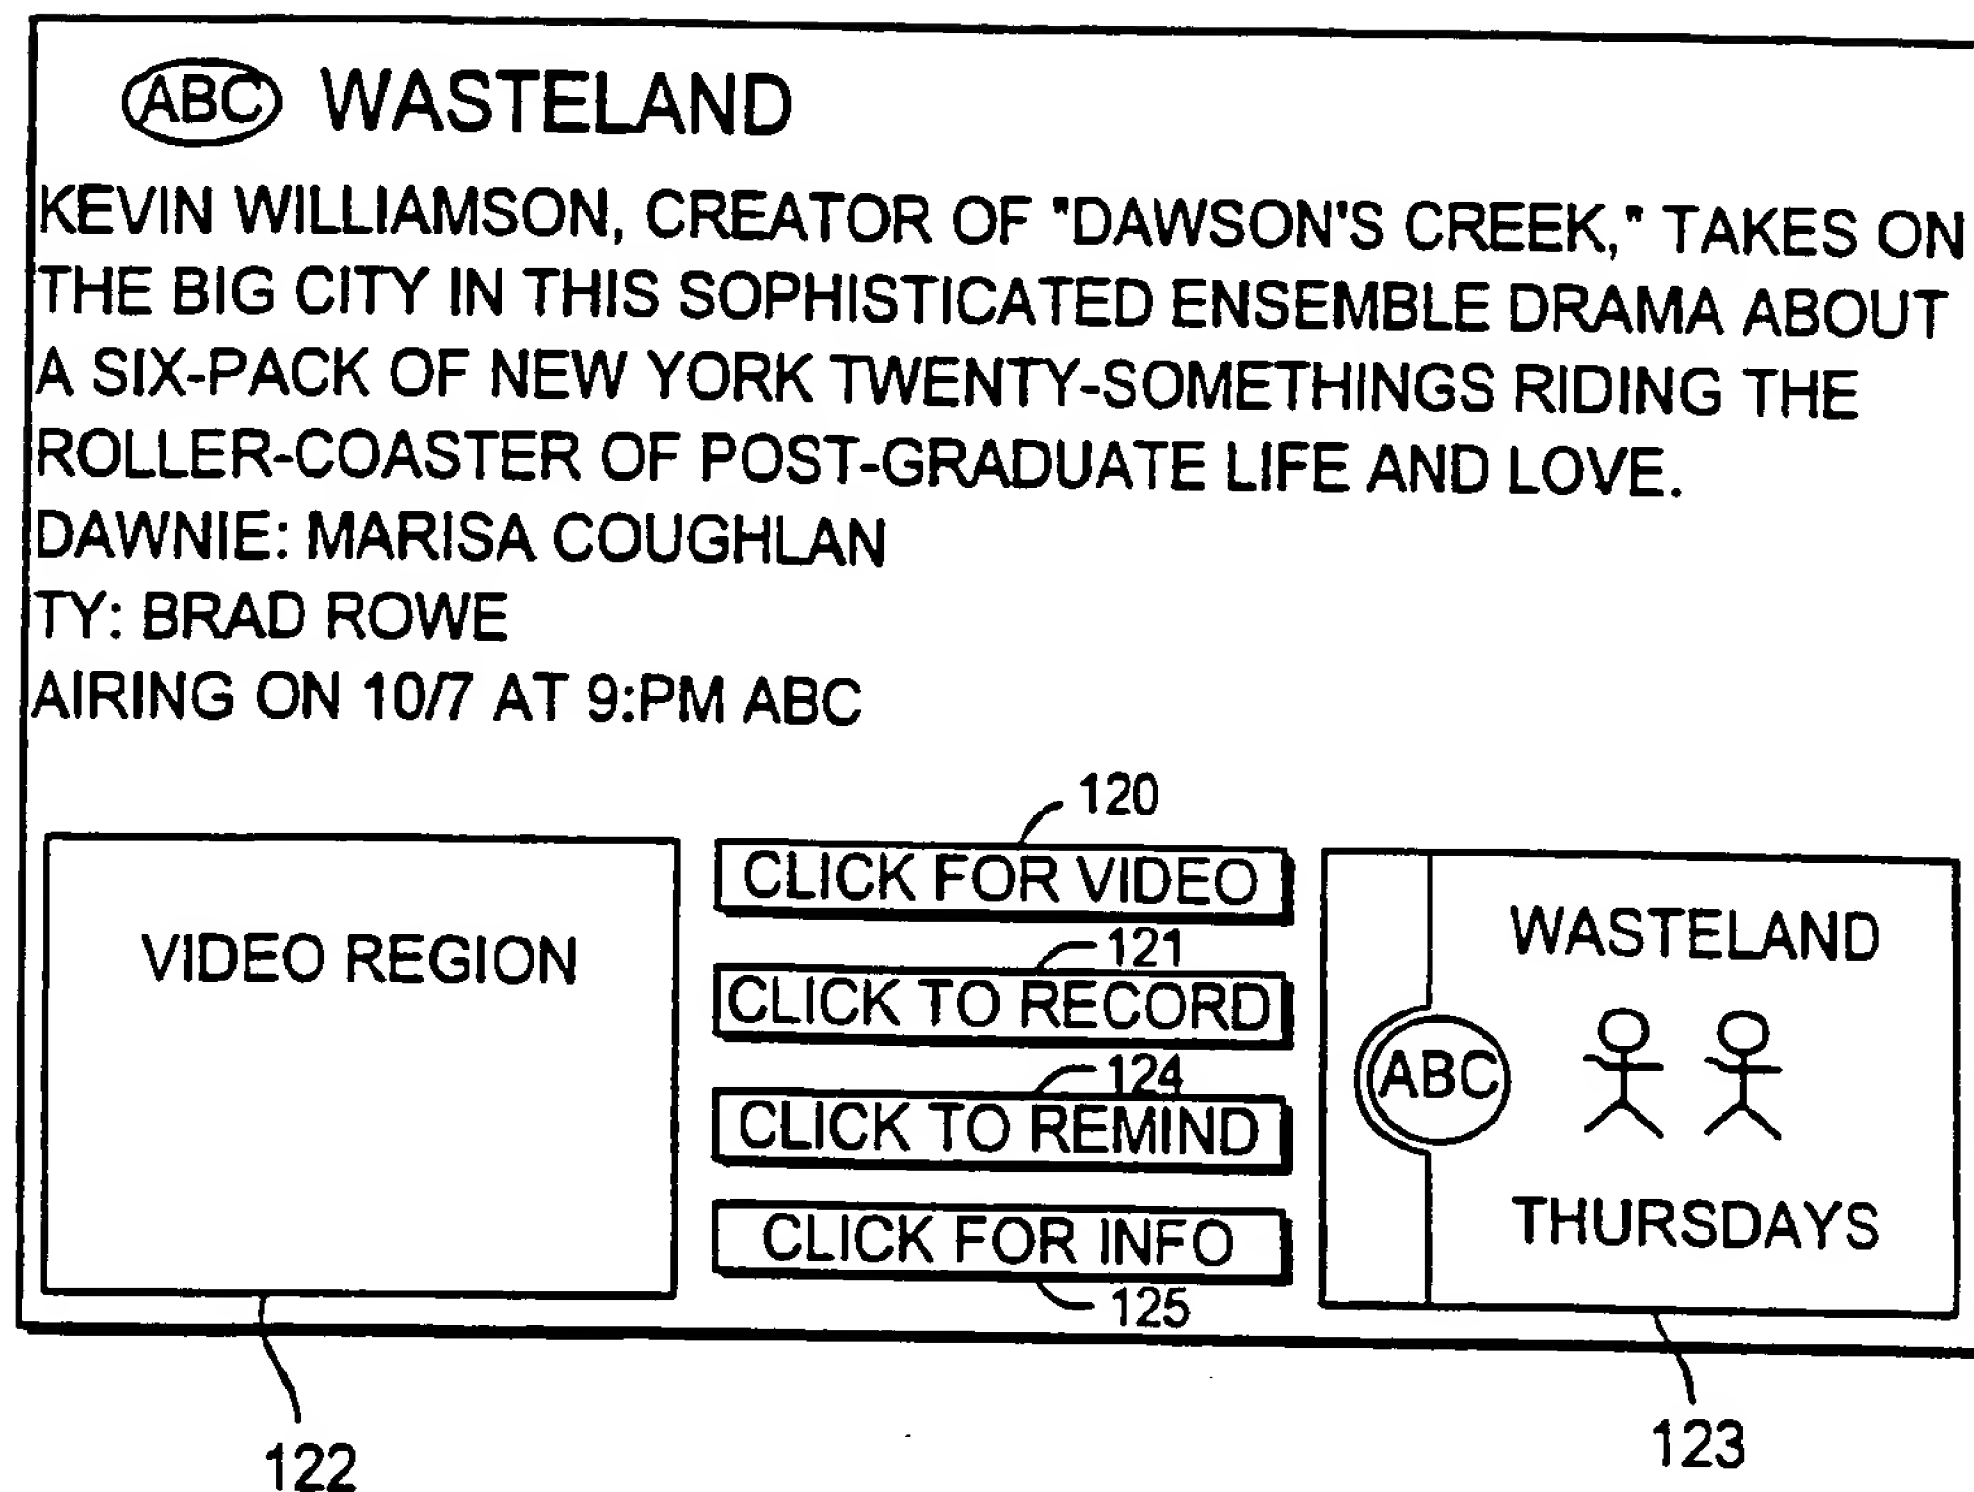 ABC WASTELAND
KEVIN WILLIAMSON, CREATOR OF "DAWSON'S CREEK," TAKES ON
THE BIG CITY IN THIS SOPHISTICATED ENSEMBLE DRAMA ABOUT
A SIX-PACK OF NEW YORK TWENTY-SOMETHINGS RIDING THE
ROLLER-COASTER OF POST-GRADUATE LIFE AND LOVE.
DAWNIE: MARISA COUGHLAN
TY: BRAD ROWE
AIRING ON 10/7 AT 9:PM ABC
VIDEO REGION
120
CLICK FOR VIDEO
121
CLICK TO RECORD
124
CLICK TO REMIND
CLICK FOR INFO
125
WASTELAND
ABC
THURSDAYS
122
123